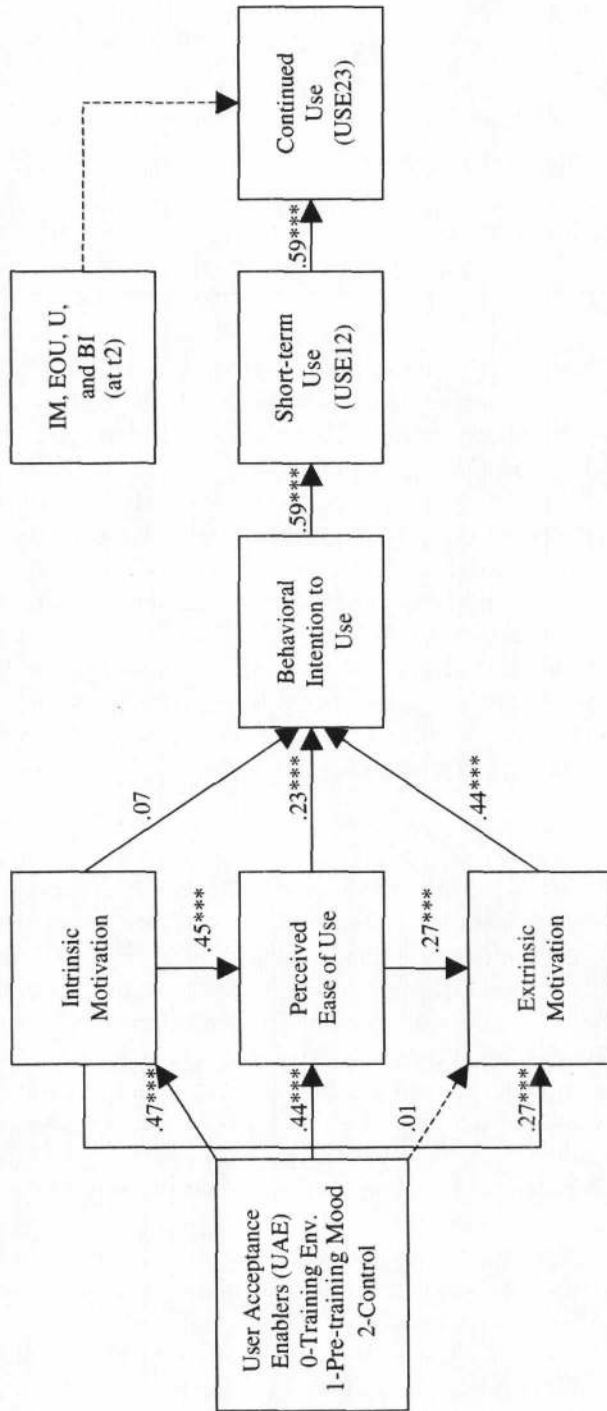 User Acceptance
Enablers (UAE)
0-Training Env.
1-Pre-training Mood
2-Control
.47***
.44***
.01
.27***
Intrinsic
Motivation
.45***
Perceived
Ease of Use
.27***
Extrinsic
Motivation
.07
.23***
.44***
Behavioral
Intention to
Use
.59***
Short-term
Use
(USE12)
.59***
Continued
Use
(USE23)
IM, EOU, U,
and BI
(at t2)